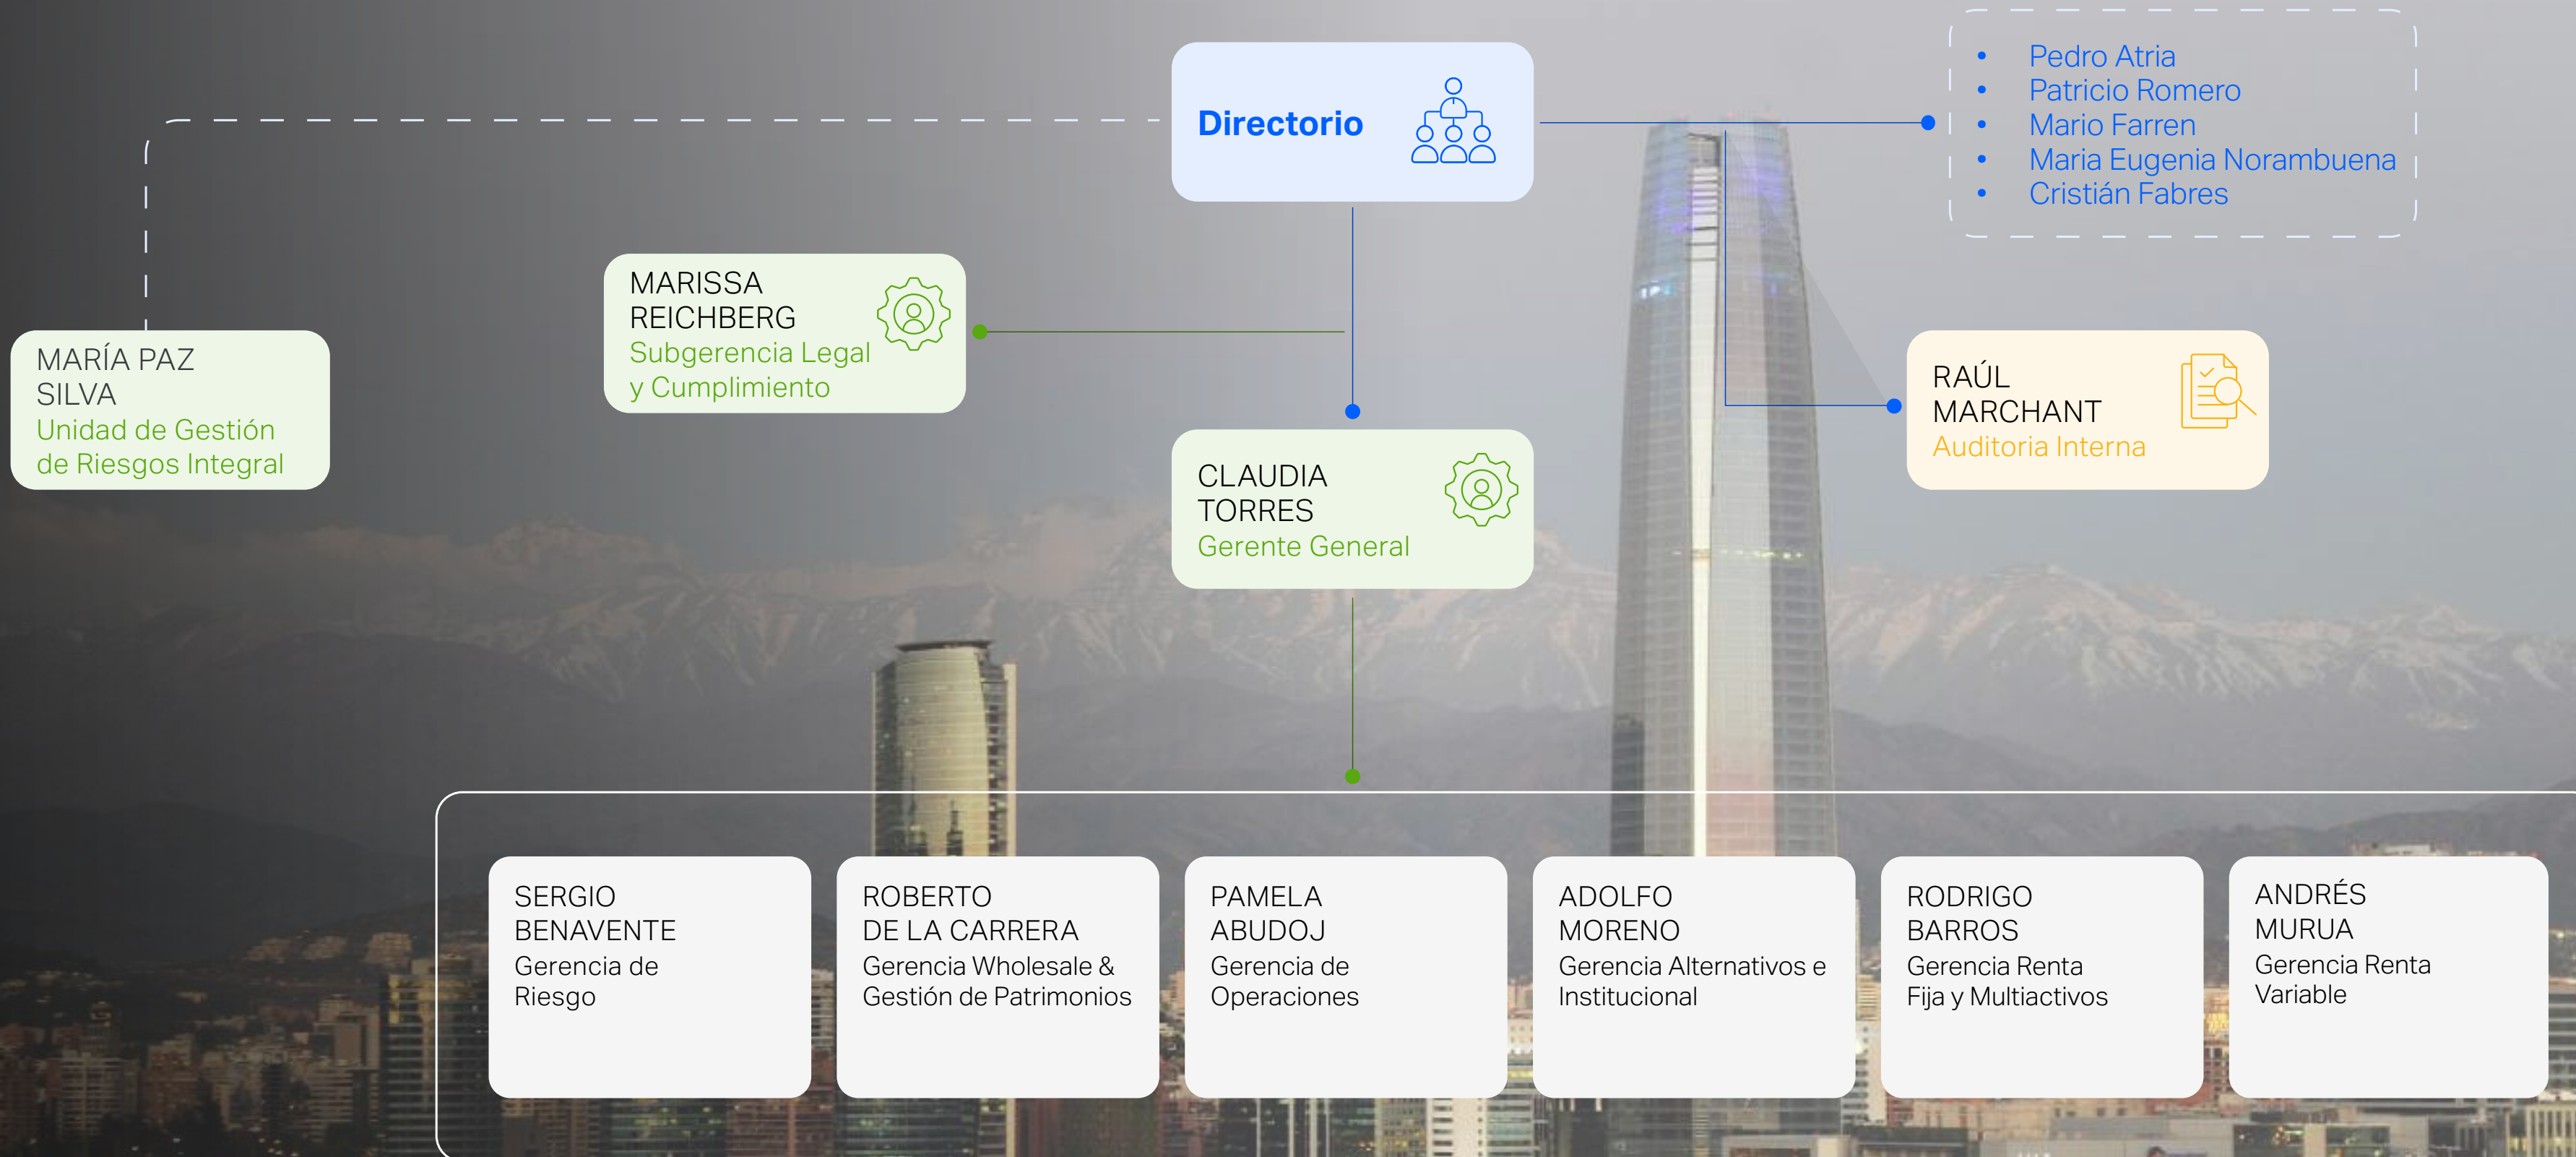 Directorio
Pedro Atria
Patricio Romero
Mario Farren
Maria Eugenia Norambuena
Cristián Fabres
MARISSA
REICHBERG
Subgerencia Legal
y Cumplimiento
MARÍA PAZ
SILVA
Unidad de Gestión
de Riesgos Integral
RAÚL
MARCHANT
Auditoria Interna
CLAUDIA
TORRES
Gerente General
SERGIO
BENAVENTE
Gerencia de
Riesgo
ROBERTO
DE LA CARRERA
Gerencia Wholesale &
Gestión de Patrimonios
PAMELA
ABUDOJ
Gerencia de
Operaciones
ADOLFO
MORENO
Gerencia Alternativos e
Institucional
RODRIGO
BARROS
Gerencia Renta
Fija y Multiactivos
ANDRÉS
MURUA
Gerencia Renta
Variable